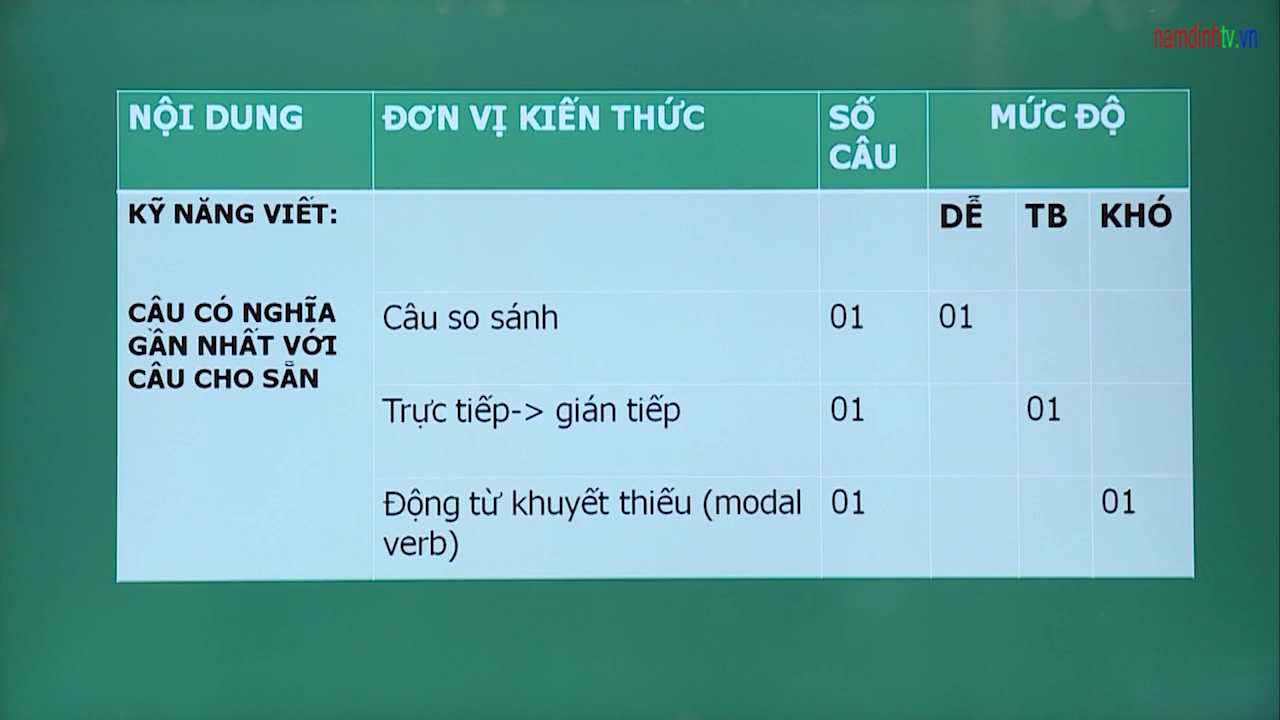 namdinhtv.vn
NỘI DUNG
ĐƠN VỊ KIẾN THỨC
SỐ
CÂU
MỨC ĐỘ
KỸ NĂNG VIẾT:
DỄ
TB
KHÓ
CÂU CÓ NGHĨA
GẦN NHẤT VỚI
CÂU CHO SẴN
Câu so sánh
01
01
Trực tiếp-> gián tiếp
01
01
Động từ khuyết thiếu (modal
verb)
01
01